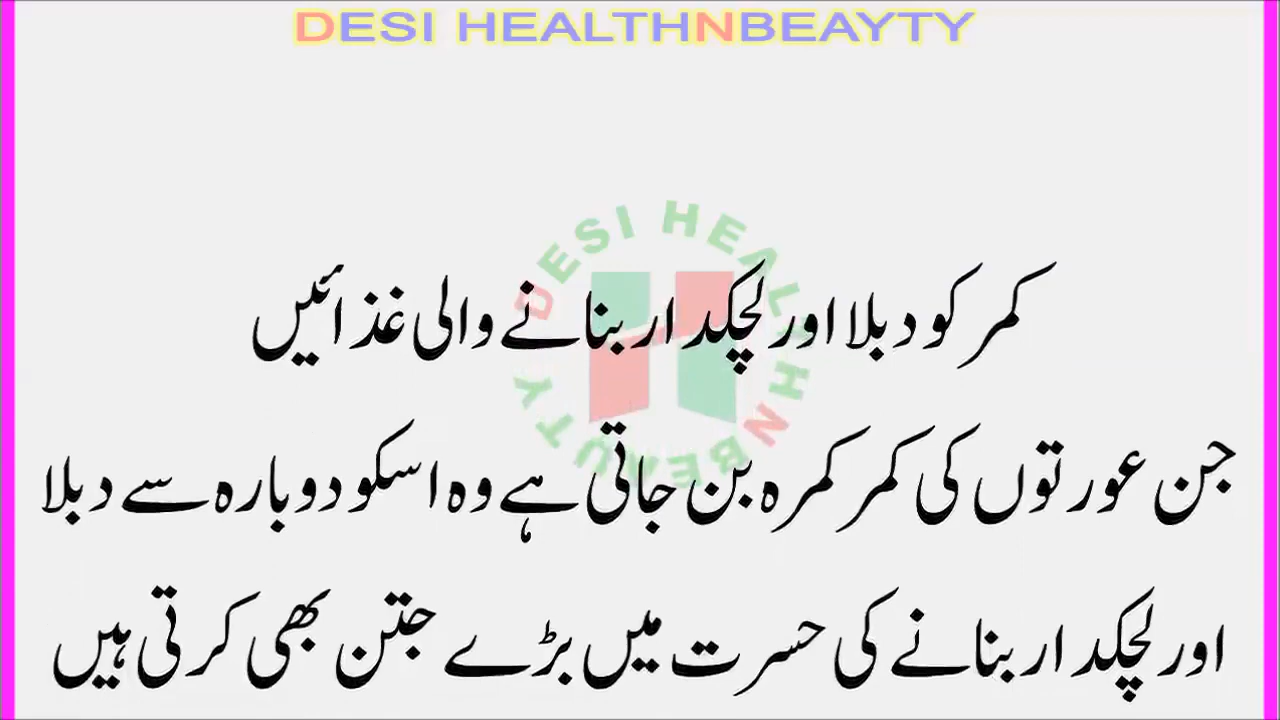 DESI HEALTHNBEAYTY
DESI HEALTHNBEAUTY
کمر کو دبلا اور لچکدار بنانے والی غذائیں
جن عورتوں کی کمر کمرہ بن جاتی ہے وہ اسکو دوبارہ سے دبلا
اور لچکدار بنانے کی حسرت میں بڑے جتن بھی کرتی ہیں